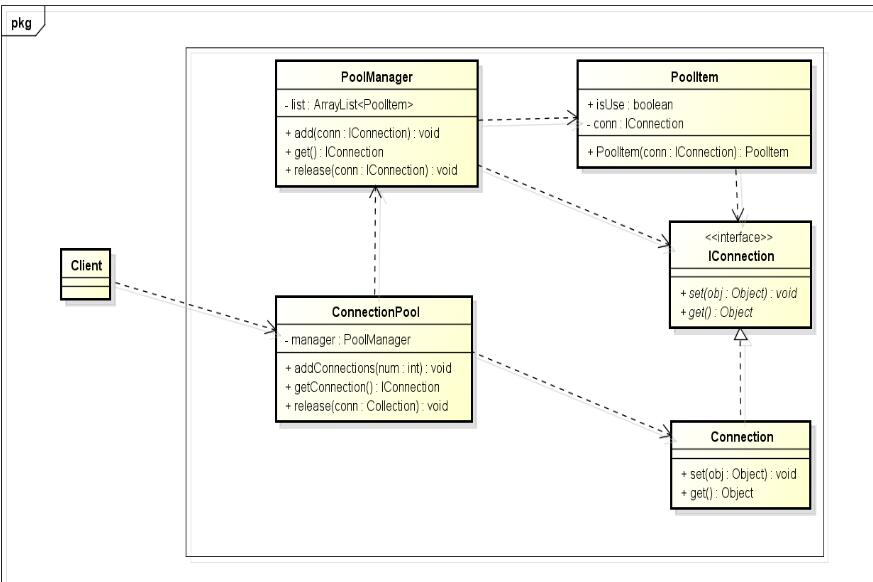 pkg
PoolManager
- list : ArrayList<PoolItem>
+ add(conn : IConnection) : void
+ get() : IConnection
+ release(conn : IConnection) : void
PoolItem
+ isUse : boolean
- conn : IConnection
+ PoolItem(conn : IConnection) : PoolItem
<<interface>>
IConnection
+ set(obj : Object) : void
+ get() : Object
Client
ConnectionPool
- manager : PoolManager
+ addConnections(num : int) : void
+ getConnection() : IConnection
+ release(conn : Collection) : void
Connection
+ set(obj : Object) : void
+ get() : Object